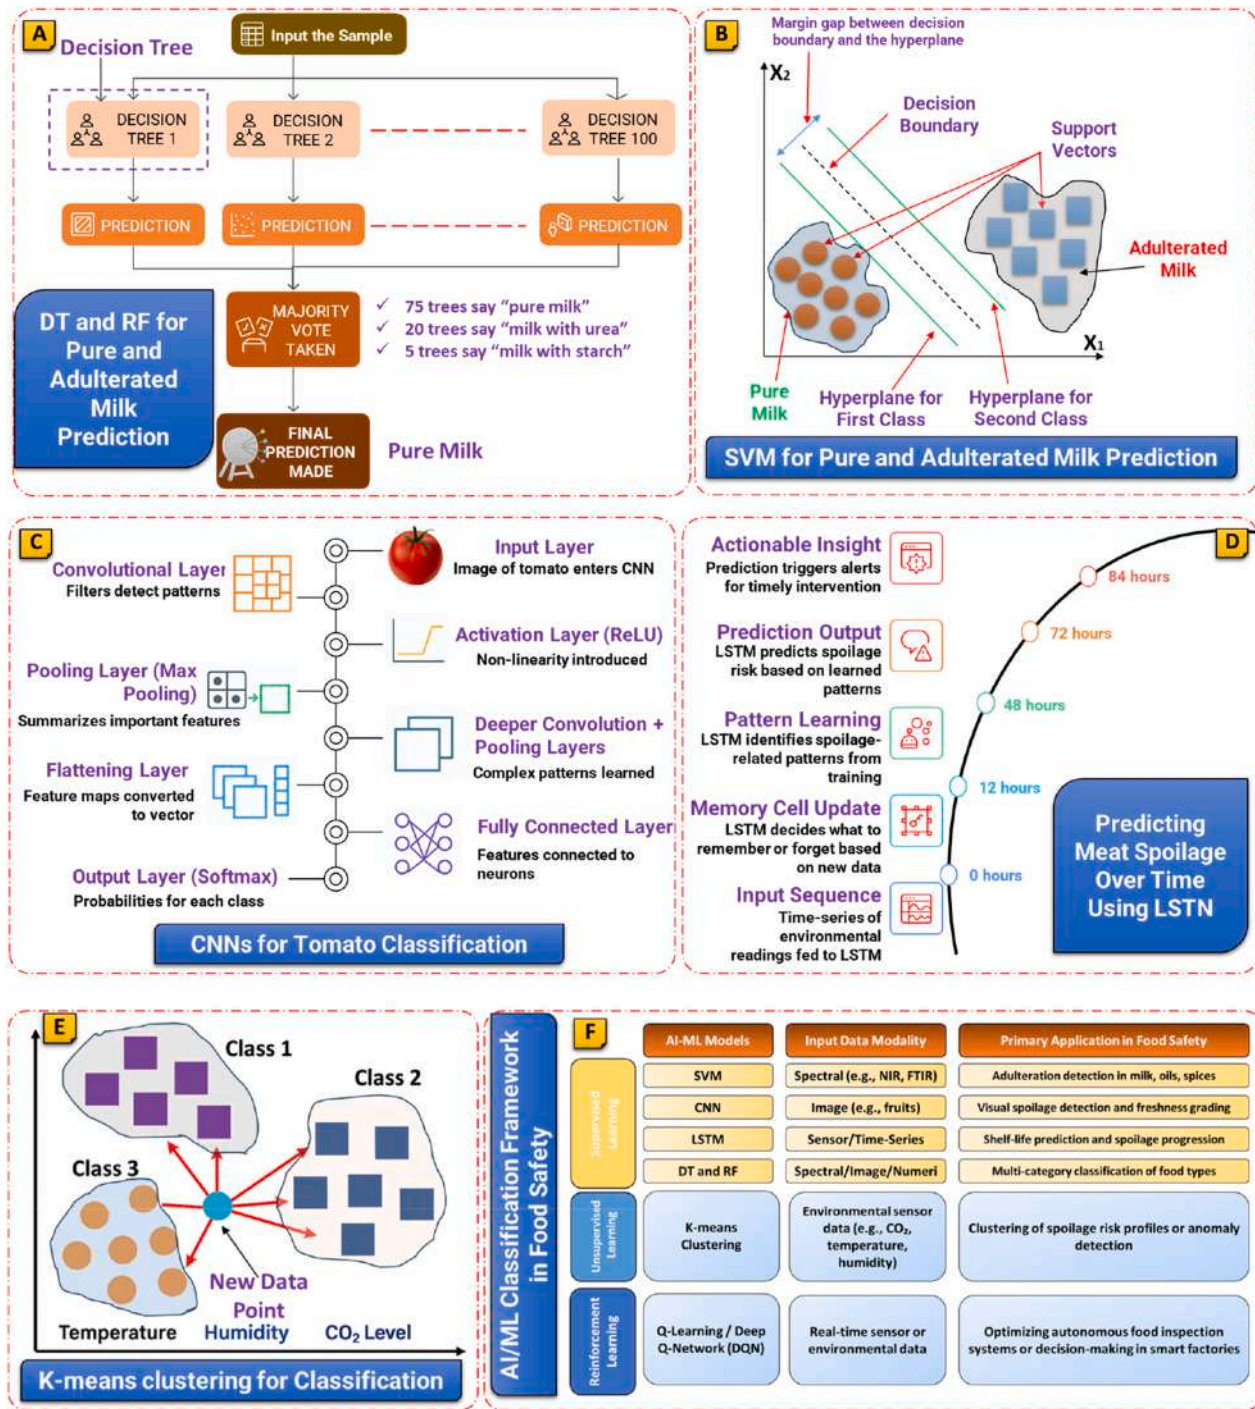 A
Decision Tree
Input the Sample
DECISION
TREE 1
DECISION
TREE 2
DECISION
TREE 100
PREDICTION
PREDICTION
PREDICTION
MAJORITY
VOTE
TAKEN
✓ 75 trees say “pure milk”
✓ 20 trees say “milk with urea”
✓ 5 trees say “milk with starch”
DT and RF for
Pure and
Adulterated
Milk
Prediction
FINAL
PREDICTION
MADE
Pure Milk
B
Margin gap between decision
boundary and the hyperplane
X2
Decision
Boundary
Support
Vectors
Adulterated
Milk
X1
Pure
Milk
Hyperplane for
First Class
Hyperplane for
Second Class
SVM for Pure and Adulterated Milk Prediction
C
Input Layer
Image of tomato enters CNN
Convolutional Layer
Filters detect patterns
Activation Layer (ReLU)
Non-linearity introduced
Pooling Layer (Max
Pooling)
Summarizes important features
Deeper Convolution +
Pooling Layers
Complex patterns learned
Flattening Layer
Feature maps converted
to vector
Fully Connected Layer
Features connected to
neurons
Output Layer (Softmax)
Probabilities for each class
CNNs for Tomato Classification
D
Actionable Insight
Prediction triggers alerts
for timely intervention
84 hours
Prediction Output
LSTM predicts spoilage
risk based on learned
patterns
72 hours
Pattern Learning
LSTM identifies spoilage-
related patterns from
training
48 hours
Memory Cell Update
LSTM decides what to
remember or forget based
on new data
12 hours
Input Sequence
Time-series of
environmental
readings fed to LSTM
0 hours
Predicting
Meat Spoilage
Over Time
Using LSTN
E
Class 1
Class 2
Class 3
New Data
Point
Temperature
Humidity
CO₂ Level
K-means clustering for Classification
AI/ML Classification Framework
in Food Safety
F
AI-ML Models
Input Data Modality
Primary Application in Food Safety
Supervised
Learning
SVM
Spectral (e.g., NIR, FTIR)
Adulteration detection in milk, oils, spices
CNN
Image (e.g., fruits)
Visual spoilage detection and freshness grading
LSTM
Sensor/Time-Series
Shelf-life prediction and spoilage progression
DT and RF
Spectral/Image/Numeri
Multi-category classification of food types
Unsupervised
Learning
K-means
Clustering
Environmental sensor
data (e.g., CO₂,
temperature,
humidity)
Clustering of spoilage risk profiles or anomaly
detection
Reinforcement
Learning
Q-Learning / Deep
Q-Network (DQN)
Real-time sensor or
environmental data
Optimizing autonomous food inspection
systems or decision-making in smart factories